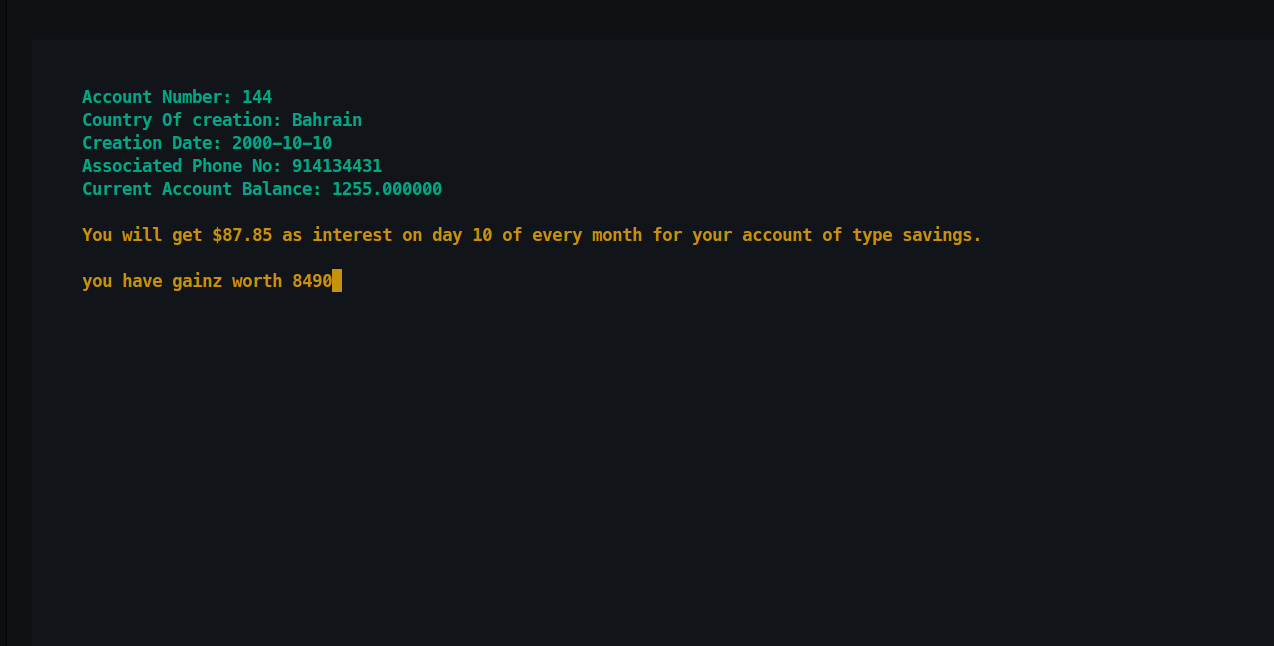 Account Number: 144
Country Of creation: Bahrain
Creation Date: 2000-10-10
Associated Phone No: 914134431
Current Account Balance: 1255.000000
You will get $87.85 as interest on day 10 of every month for your account of type savings.
you have gainz worth 8490